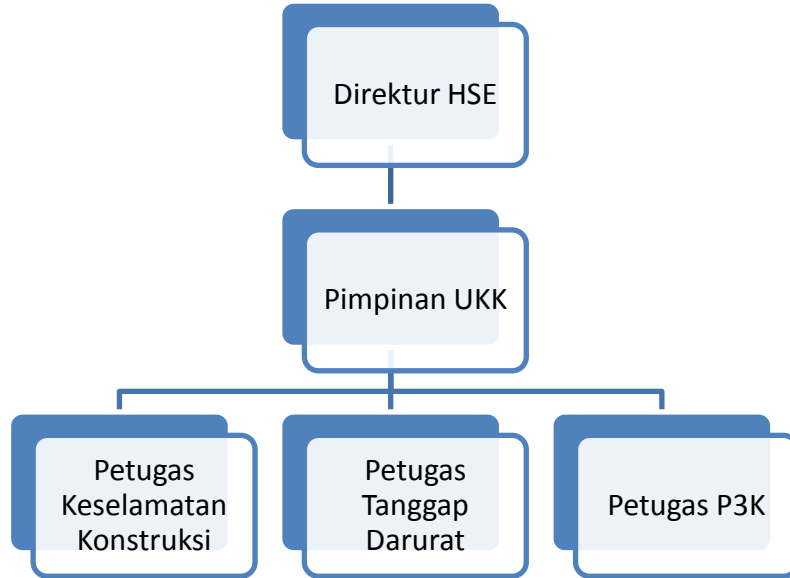 Direktur HSE
Pimpinan UKK
Petugas
Keselamatan
Konstruksi
Petugas
Tanggap
Darurat
Petugas P3K